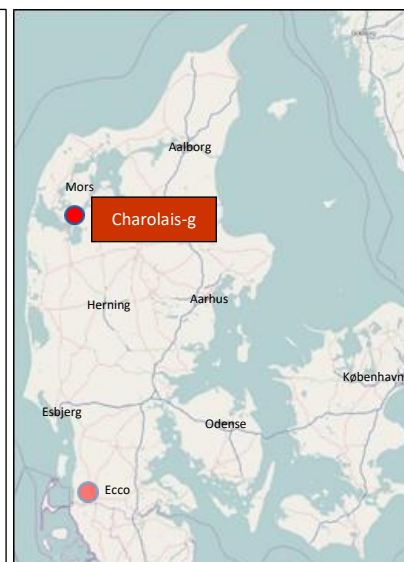 Aalborg
Mors
Charolais-g
Herning
Aarhus
København
Esbjerg
Odense
Ecco